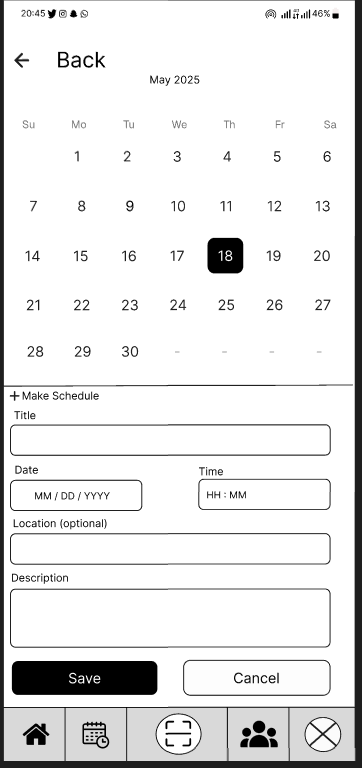 20:45 46%
Back
May 2025
Su Mo Tu We Th Fr Sa
1 2 3 4 5 6
7 8 9 10 11 12 13
14 15 16 17 18 19 20
21 22 23 24 25 26 27
28 29 30 - - - -
+ Make Schedule
Title
Date Time
MM / DD / YYYY HH : MM
Location (optional)
Description
Save Cancel